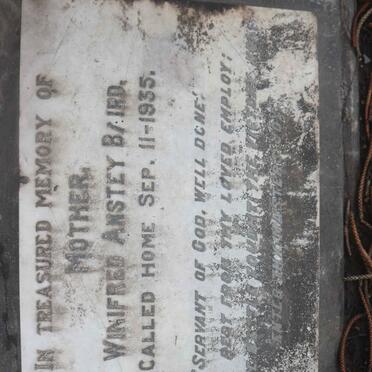 IN TREASURED MEMORY OF
MOTHER.
WINIFRED ANSTEY BAIRD.
CALLED HOME SEP. 11-1935.
"SERVANT OF GOD, WELL DONE:
REST FROM THY LOVED EMPLOY: